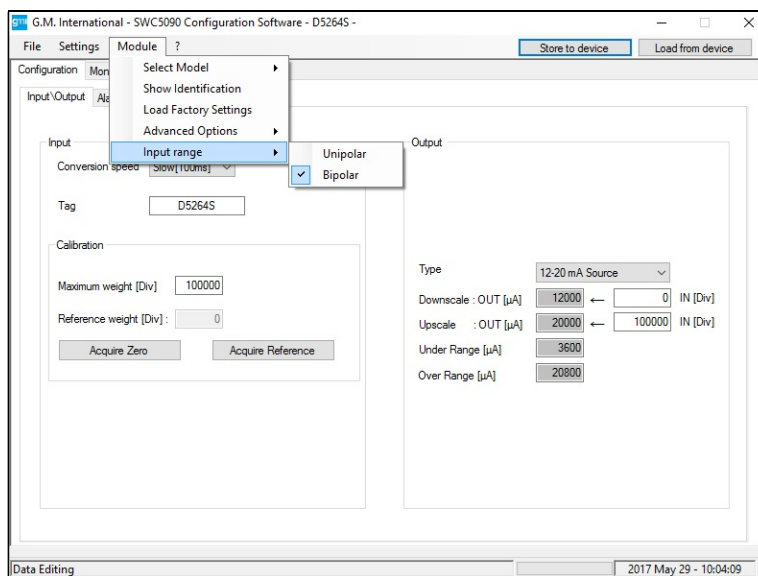 gmi G.M. International - SWC5090 Configuration Software - D5264S -
File Settings Module ? Store to device Load from device
Configuration Mon
Input\Output Ala
Select Model
Show Identification
Load Factory Settings
Advanced Options
Input range
Unipolar
Bipolar
Input
Conversion speed Slow[100ms]
Tag D5264S
Calibration
Maximum weight [Div] 100000
Reference weight [Div] : 0
Acquire Zero Acquire Reference
Output
Type 12-20 mA Source
Downscale : OUT [µA] 12000 ← 0 IN [Div]
Upscale : OUT [µA] 20000 ← 100000 IN [Div]
Under Range [µA] 3600
Over Range [µA] 20800
Data Editing 2017 May 29 - 10:04:09